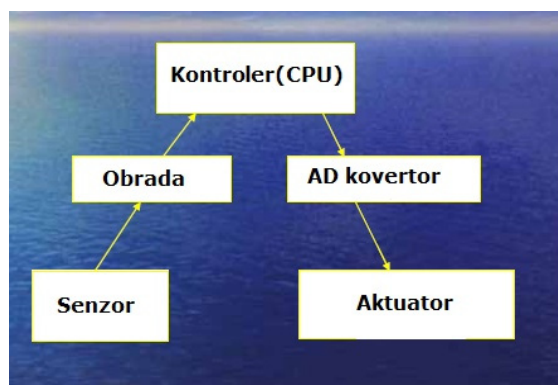 Kontroler(CPU)
Obrada
AD kovertor
Senzor
Aktuator